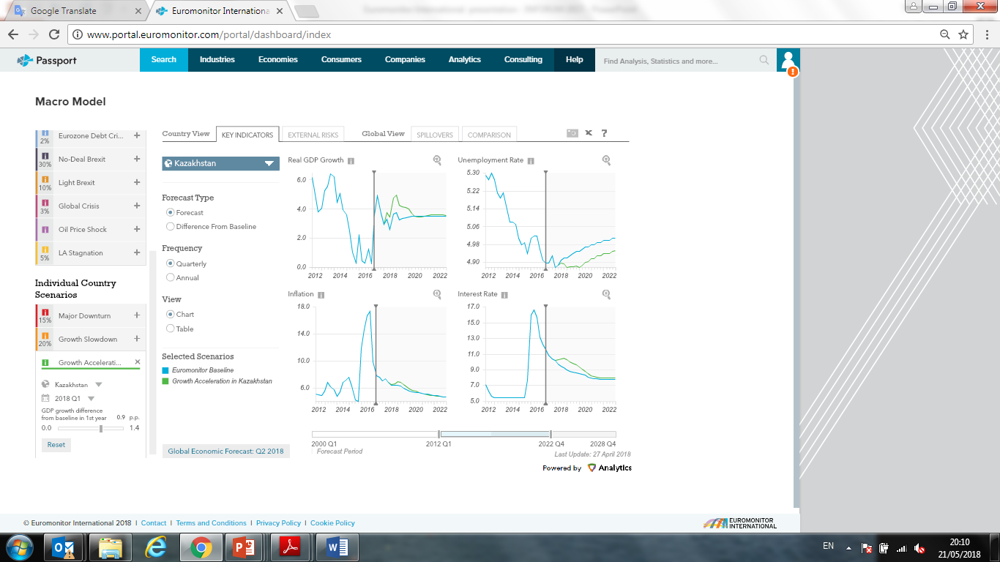 Google Translate
Euromonitor Internationa
www.portal.euromonitor.com/portal/dashboard/index
Passport
Search Industries Economies Consumers Companies Analytics Consulting Help Find Analysis, Statistics and more...
Macro Model
Eurozone Debt Cri...
2%
No-Deal Brexit
30%
Light Brexit
10%
Global Crisis
3%
Oil Price Shock
LA Stagnation
5%
Individual Country
Scenarios
Major Downturn
15%
Growth Slowdown
20%
Growth Accelerati...
Kazakhstan
2018 Q1
GDP growth difference
from baseline in 1st year 0.9 p.p.
0.0 1.4
Reset
Country View KEY INDICATORS EXTERNAL RISKS Global View SPILLOVERS COMPARISON ?
Kazakhstan
Forecast Type
Forecast
Difference From Baseline
Frequency
Quarterly
Annual
View
Chart
Table
Selected Scenarios
Euromonitor Baseline
Growth Acceleration in Kazakhstan
Global Economic Forecast: Q2 2018
Real GDP Growth
6.0
4.0
2.0
0.0
2012 2014 2016 2018 2020 2022
Unemployment Rate
5.30
5.22
5.14
5.06
4.98
4.90
2012 2014 2016 2018 2020 2022
Inflation
18.0
14.0
10.0
6.0
2012 2014 2016 2018 2020 2022
Interest Rate
17.0
15.0
13.0
11.0
9.0
7.0
5.0
2012 2014 2016 2018 2020 2022
2000 Q1 2012 Q1 2022 Q4 2028 Q4
Forecast Period Last Update: 27 April 2018
Powered by Analytics
© Euromonitor International 2018 | Contact | Terms and Conditions | Privacy Policy | Cookie Policy
EUROMONITOR
INTERNATIONAL
EN
20:10
21/05/2018